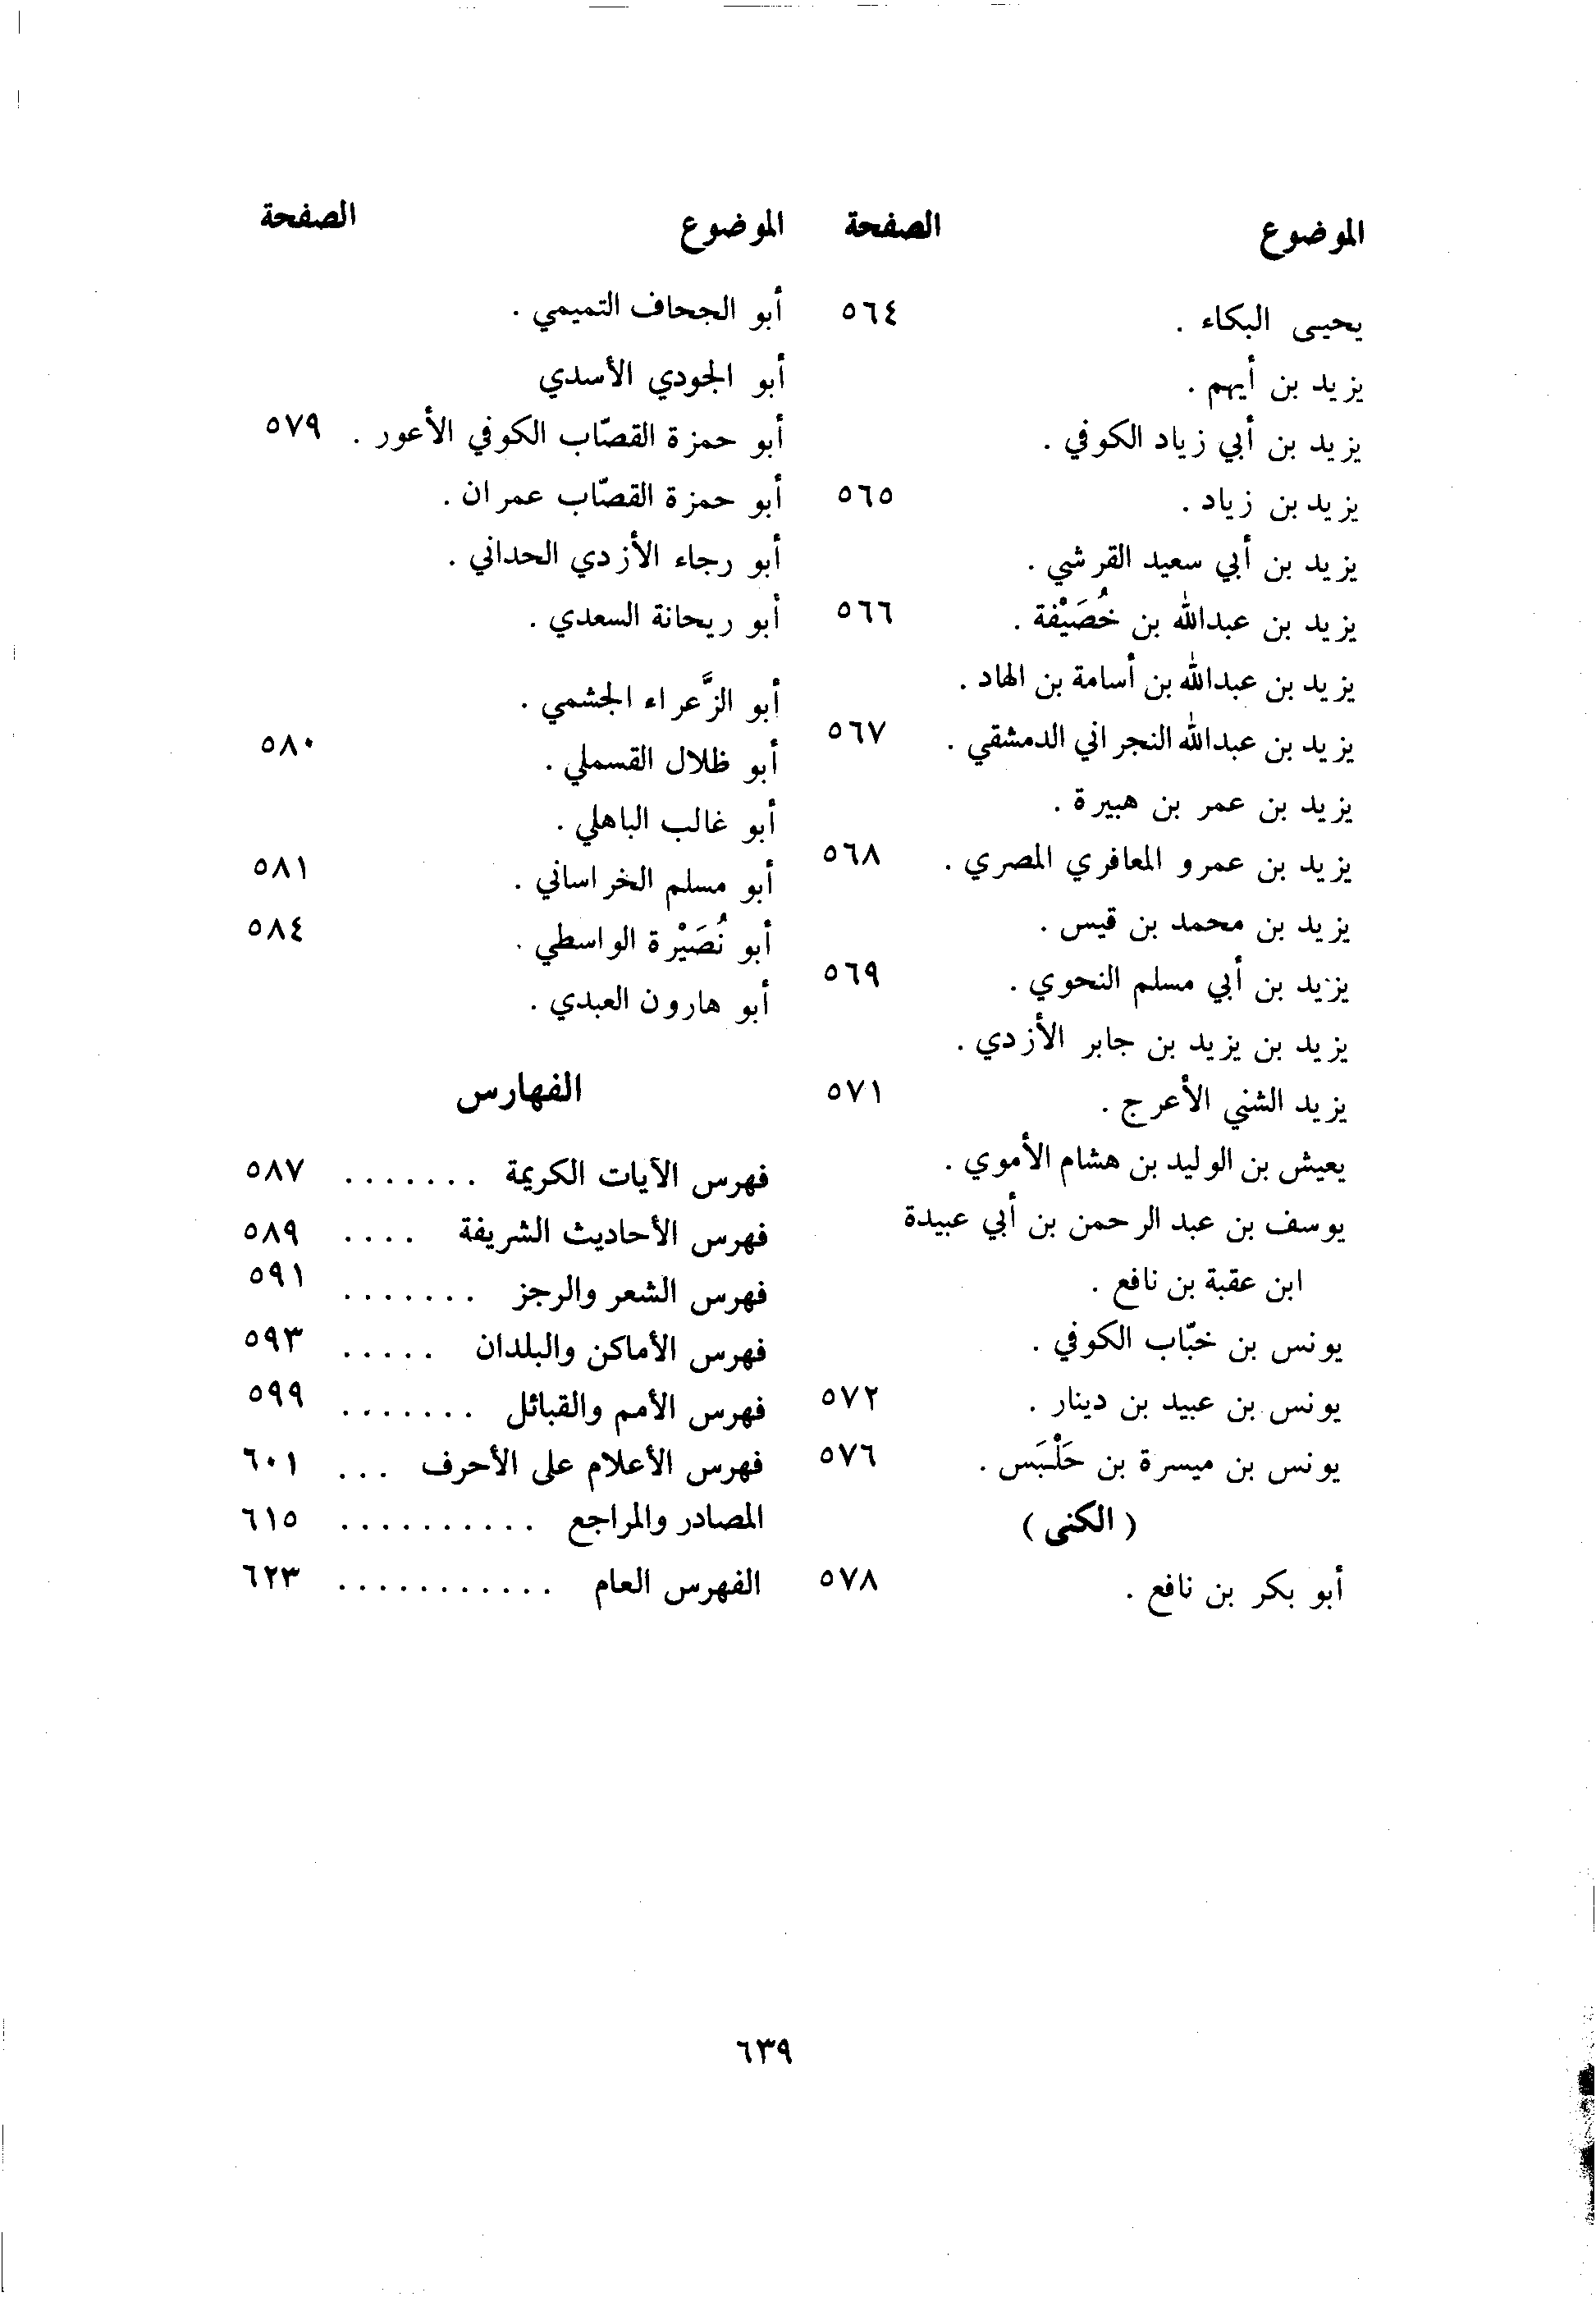 الموضوع الصفحة
يحيى البكاء . ٥٦٤
يزيد بن أيهم .
يزيد بن أبي زياد الكوفي .
يزيد بن زياد . ٥٦٥
يزيد بن أبي سعيد القرشي .
يزيد بن عبدالله بن خُصَيْفة . ٥٦٦
يزيد بن عبدالله بن أسامة بن الهاد .
يزيد بن عبدالله النجراني الدمشقي . ٥٦٧
يزيد بن عمر بن هبيرة .
يزيد بن عمرو المعافري المصري . ٥٦٨
يزيد بن محمد بن قيس .
يزيد بن أبي مسلم النحوي . ٥٦٩
يزيد بن يزيد بن جابر الأزدي .
يزيد الشني الأعرج . ٥٧١
يعيش بن الوليد بن هشام الأموي .
يوسف بن عبد الرحمن بن أبي عبيدة
ابن عقبة بن نافع .
يونس بن خبّاب الكوفي .
يونس بن عبيد بن دينار . ٥٧٢
يونس بن ميسرة بن حَلْبَس . ٥٧٦
( الكنى )
أبو بكر بن نافع . ٥٧٨
الموضوع الصفحة
أبو الجحاف التميمي .
أبو الجودي الأسدي
أبو حمزة القصّاب الكوفي الأعور . ٥٧٩
أبو حمزة القصّاب عمران .
أبو رجاء الأزدي الحداني .
أبو ريحانة السعدي .
أبو الزَّعراء الجشمي .
أبو ظلال القسملي . ٥٨٠
أبو غالب الباهلي .
أبو مسلم الخراساني . ٥٨١
أبو نُصَيْرة الواسطي . ٥٨٤
أبو هارون العبدي .
الفهارس
فهرس الآيات الكريمة ....... ٥٨٧
فهرس الأحاديث الشريفة .... ٥٨٩
فهرس الشعر والرجز ....... ٥٩١
فهرس الأماكن والبلدان ..... ٥٩٣
فهرس الأمم والقبائل ....... ٥٩٩
فهرس الأعلام على الأحرف ... ٦٠١
المصادر والمراجع .......... ٦١٥
الفهرس العام ........... ٦٢٣
٦٣٩